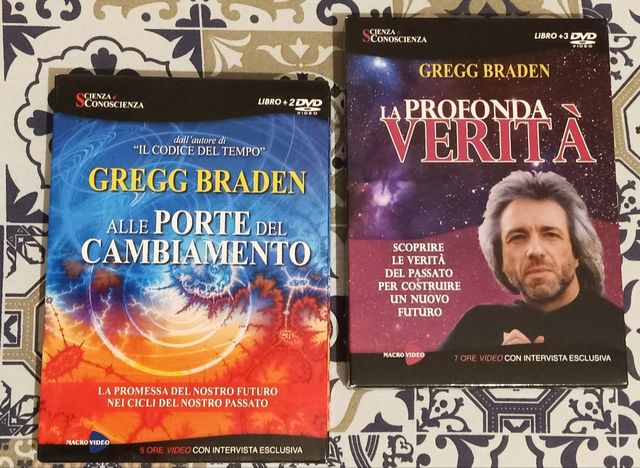 SCIENZA e
CONOSCIENZA
LIBRO + 2 DVD
VIDEO
dall'autore di
"IL CODICE DEL TEMPO"
GREGG BRADEN
ALLE PORTE DEL
CAMBIAMENTO
LA PROMESSA DEL NOSTRO FUTURO
NEI CICLI DEL NOSTRO PASSATO
MACRO VIDEO
5 ORE VIDEO CON INTERVISTA ESCLUSIVA
SCIENZA e
CONOSCIENZA
LIBRO + 3 DVD
VIDEO
GREGG BRADEN
LA PROFONDA
VERITÀ
SCOPRIRE
LE VERITÀ
DEL PASSATO
PER COSTRUIRE
UN NUOVO
FUTURO
MACRO VIDEO
7 ORE VIDEO CON INTERVISTA ESCLUSIVA